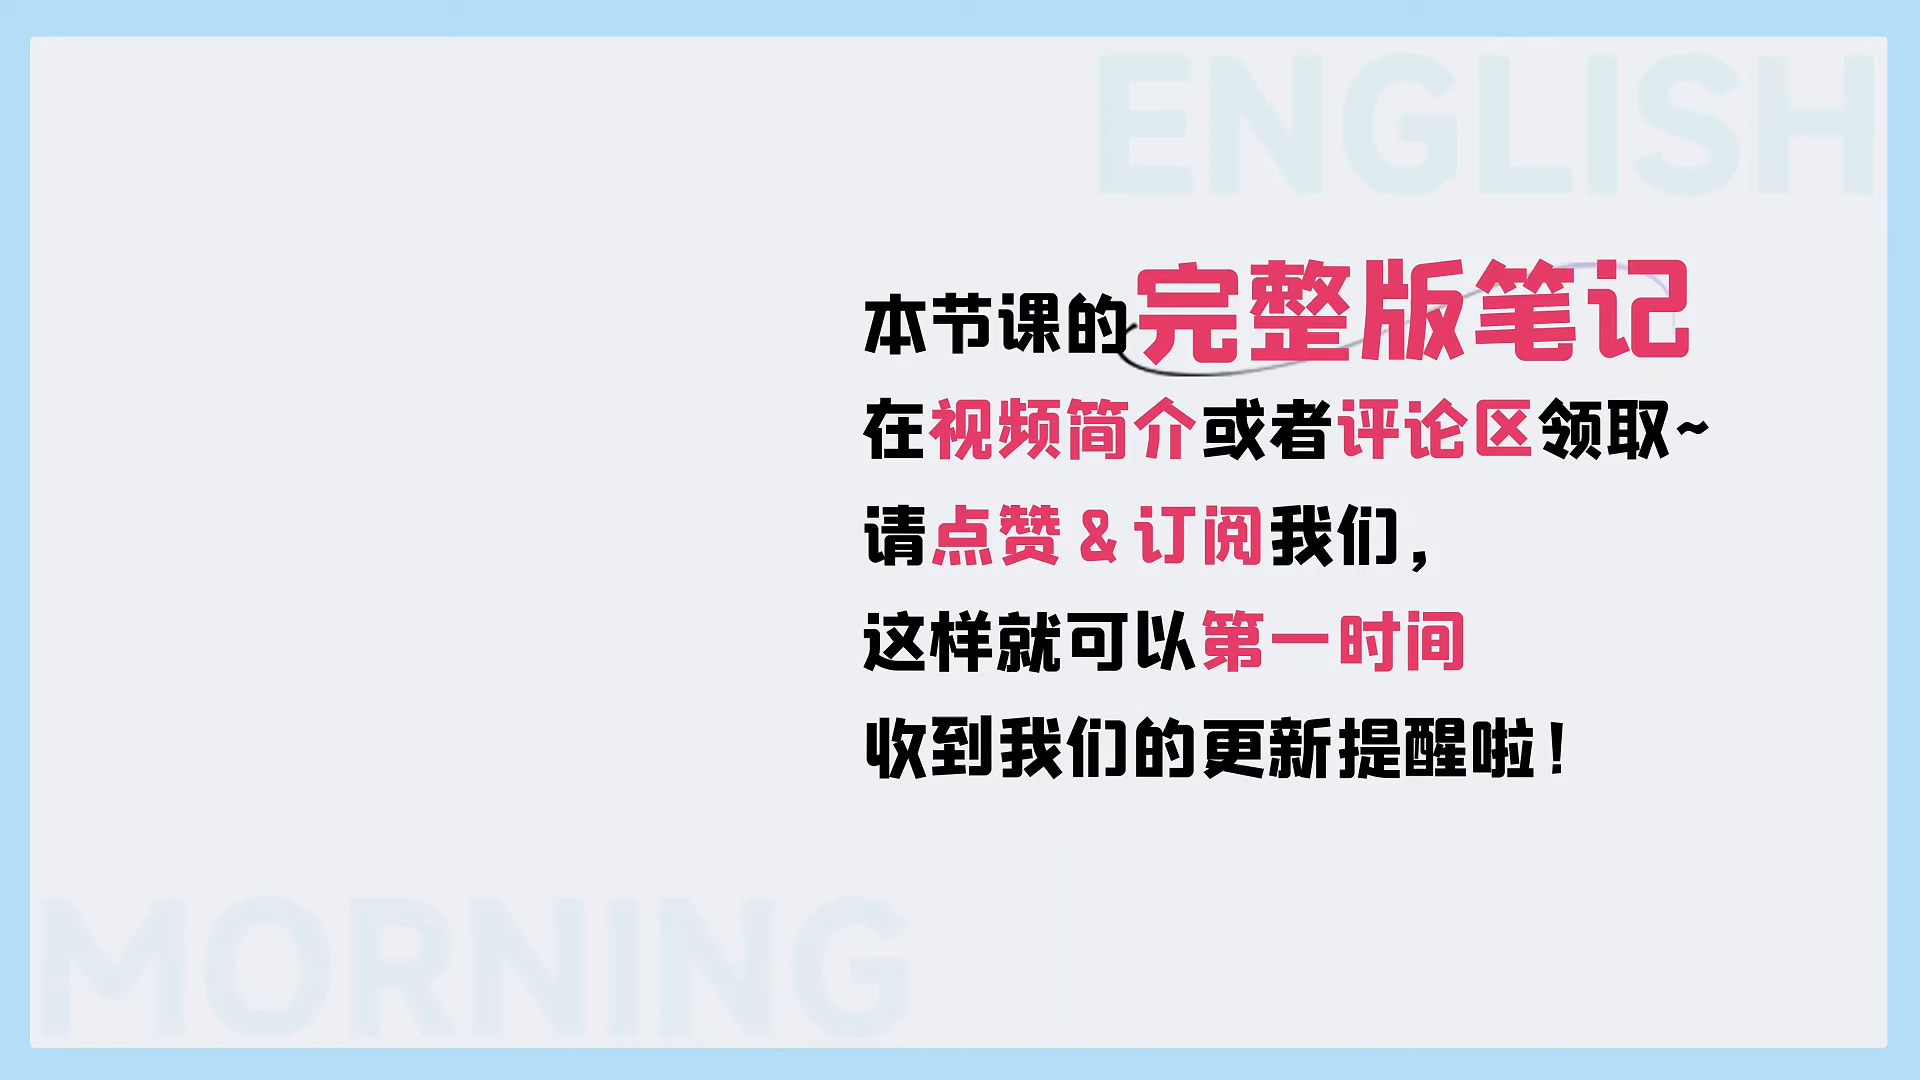 ENGLISH
本节课的完整版笔记
在视频简介或者评论区领取~
请点赞&订阅我们，
这样就可以第一时间
收到我们的更新提醒啦！
MORNING